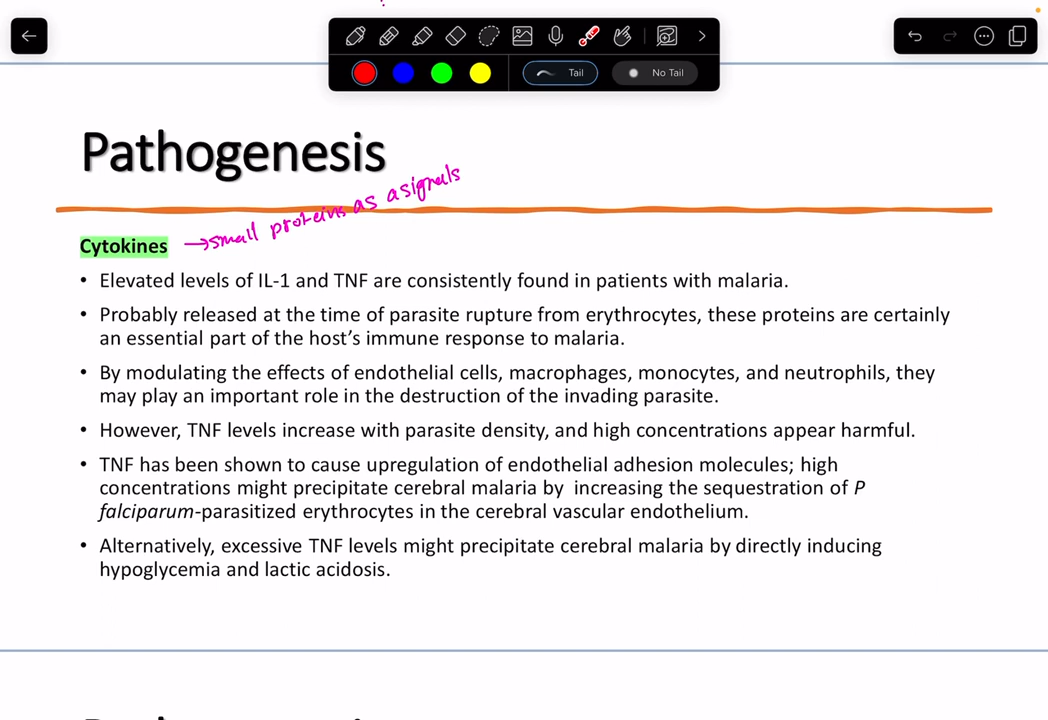 Tail
No Tail
Pathogenesis
Cytokines → small proteins as a signals
• Elevated levels of IL-1 and TNF are consistently found in patients with malaria.
• Probably released at the time of parasite rupture from erythrocytes, these proteins are certainly
an essential part of the host’s immune response to malaria.
• By modulating the effects of endothelial cells, macrophages, monocytes, and neutrophils, they
may play an important role in the destruction of the invading parasite.
• However, TNF levels increase with parasite density, and high concentrations appear harmful.
• TNF has been shown to cause upregulation of endothelial adhesion molecules; high
concentrations might precipitate cerebral malaria by increasing the sequestration of P
falciparum-parasitized erythrocytes in the cerebral vascular endothelium.
• Alternatively, excessive TNF levels might precipitate cerebral malaria by directly inducing
hypoglycemia and lactic acidosis.